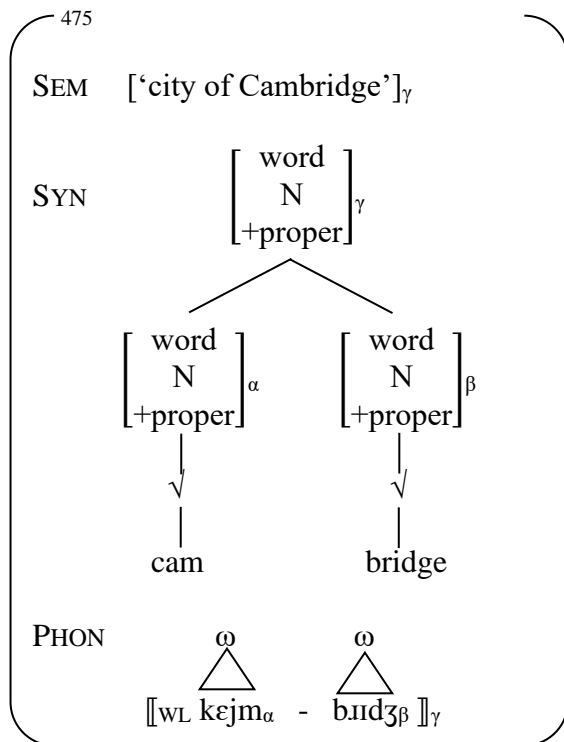 475
SEM [‘city of Cambridge’]γ
word
SYN N
+proper γ
word word
N N
+proper α +proper β
√ √
cam bridge
PHON ω ω
⟦WL kɛjmα - bɹɪdʒβ ⟧γ